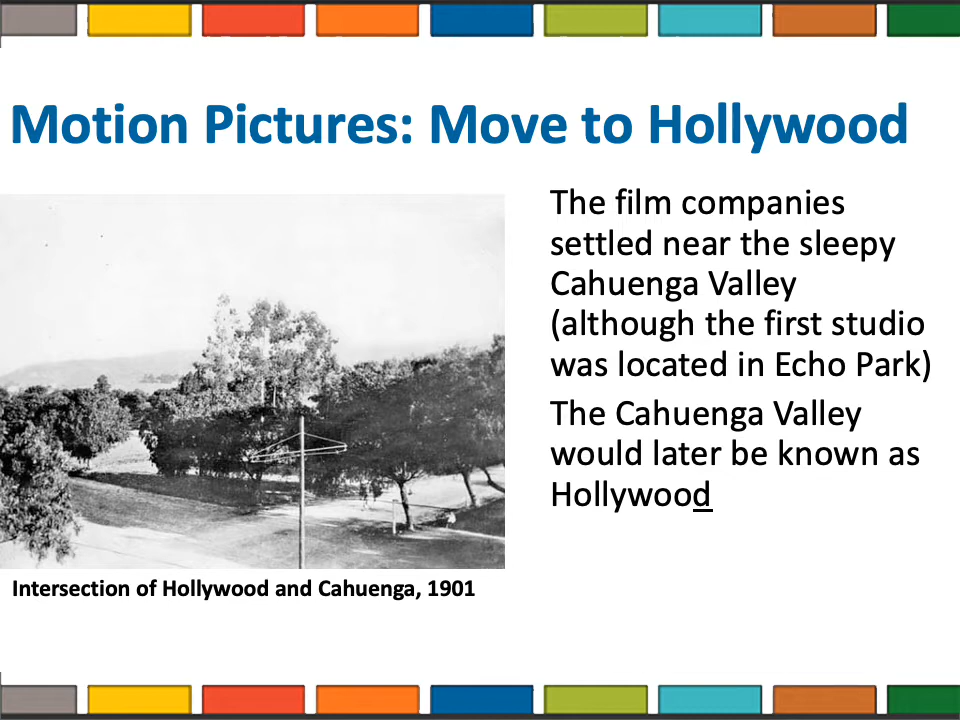 Motion Pictures: Move to Hollywood
The film companies
settled near the sleepy
Cahuenga Valley
(although the first studio
was located in Echo Park)
The Cahuenga Valley
would later be known as
Hollywood
Intersection of Hollywood and Cahuenga, 1901